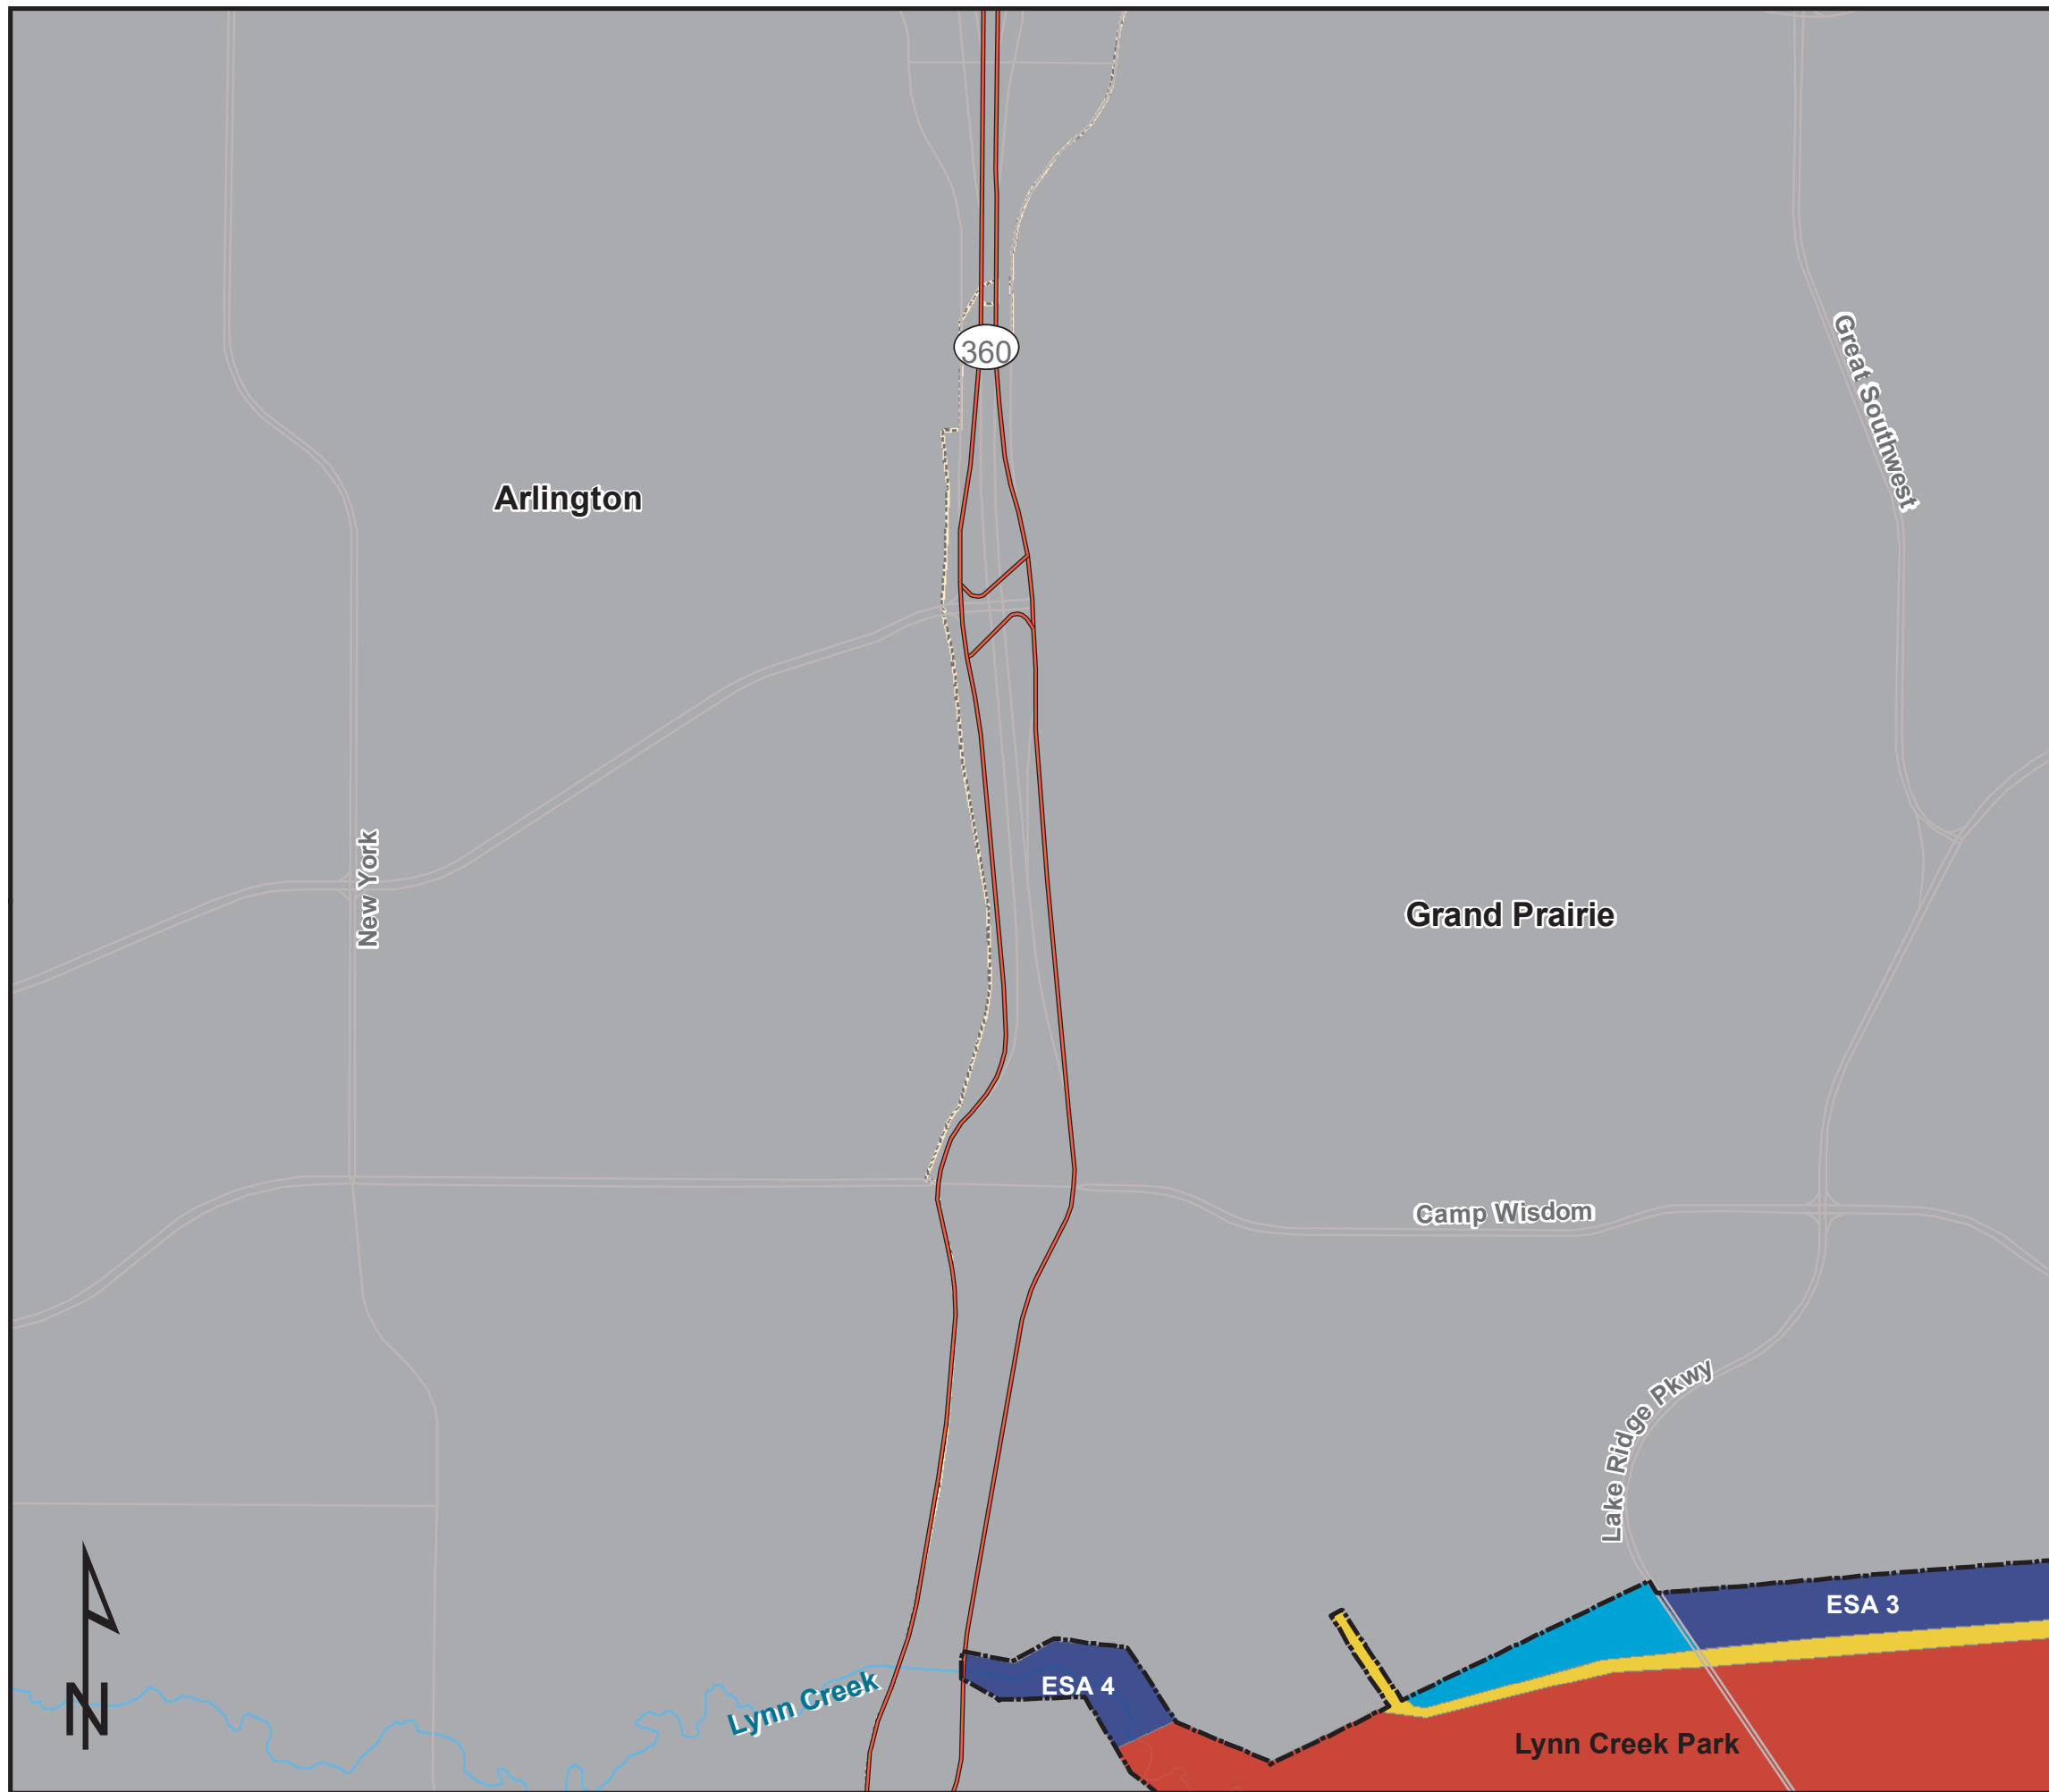 360
Great Southwest
Arlington
New York
Grand Prairie
Camp Wisdom
Lake Ridge Pkwy
ESA 3
ESA 4
Lynn Creek
Lynn Creek Park
N